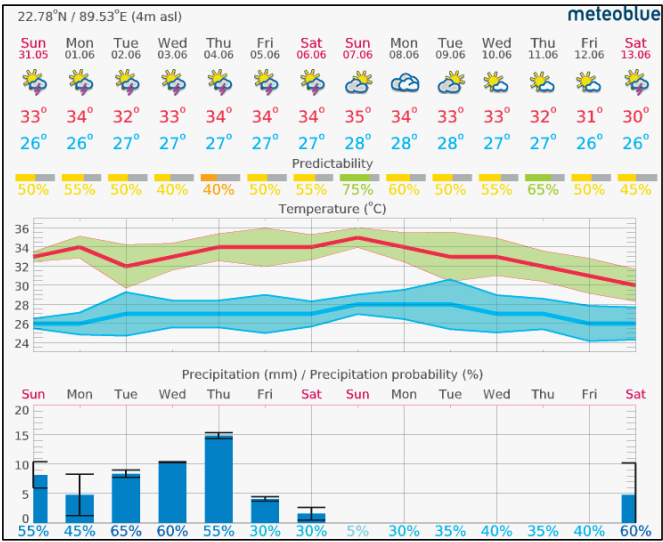 22.78°N / 89.53°E (4m asl) meteoblue
Sun Mon Tue Wed Thu Fri Sat Sun Mon Tue Wed Thu Fri Sat
31.05 01.06 02.06 03.06 04.06 05.06 06.06 07.06 08.06 09.06 10.06 11.06 12.06 13.06
33° 34° 32° 33° 34° 34° 34° 35° 34° 33° 33° 32° 31° 30°
26° 26° 27° 27° 27° 27° 27° 28° 28° 28° 27° 27° 26° 26°
Predictability
50% 55% 50% 40% 40% 50% 55% 75% 60% 50% 55% 65% 50% 45%
Temperature (°C)
36
34
32
30
28
26
24
Precipitation (mm) / Precipitation probability (%)
Sun Mon Tue Wed Thu Fri Sat Sun Mon Tue Wed Thu Fri Sat
20
15
10
5
0
55% 45% 65% 60% 55% 30% 30% 5% 30% 35% 40% 35% 40% 60%